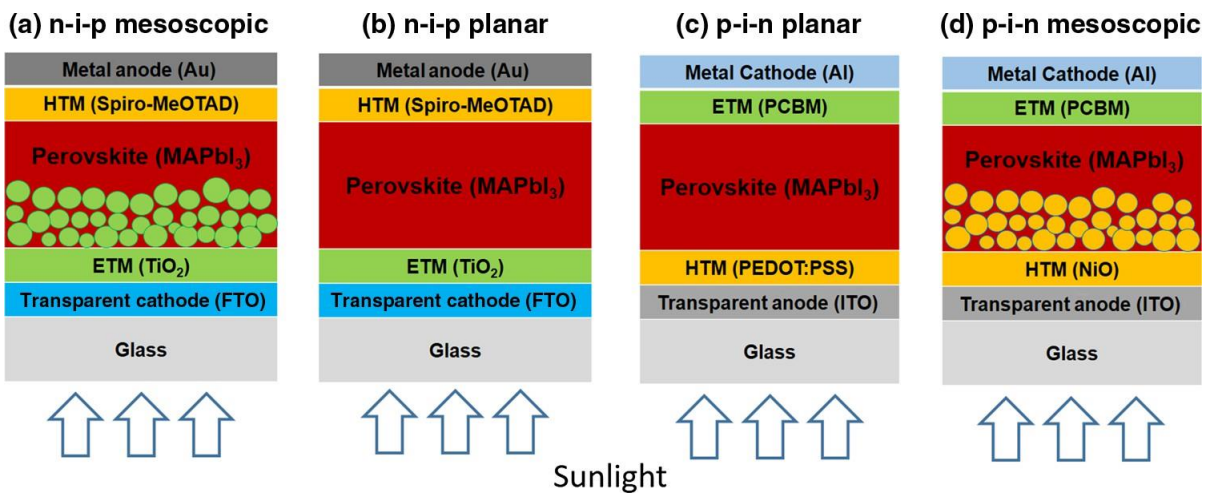 (a) n-i-p mesoscopic
Metal anode (Au)
HTM (Spiro-MeOTAD)
Perovskite (MAPbI₃)
ETM (TiO₂)
Transparent cathode (FTO)
Glass
(b) n-i-p planar
Metal anode (Au)
HTM (Spiro-MeOTAD)
Perovskite (MAPbI₃)
ETM (TiO₂)
Transparent cathode (FTO)
Glass
(c) p-i-n planar
Metal Cathode (Al)
ETM (PCBM)
Perovskite (MAPbI₃)
HTM (PEDOT:PSS)
Transparent anode (ITO)
Glass
(d) p-i-n mesoscopic
Metal Cathode (Al)
ETM (PCBM)
Perovskite (MAPbI₃)
HTM (NiO)
Transparent anode (ITO)
Glass
Sunlight